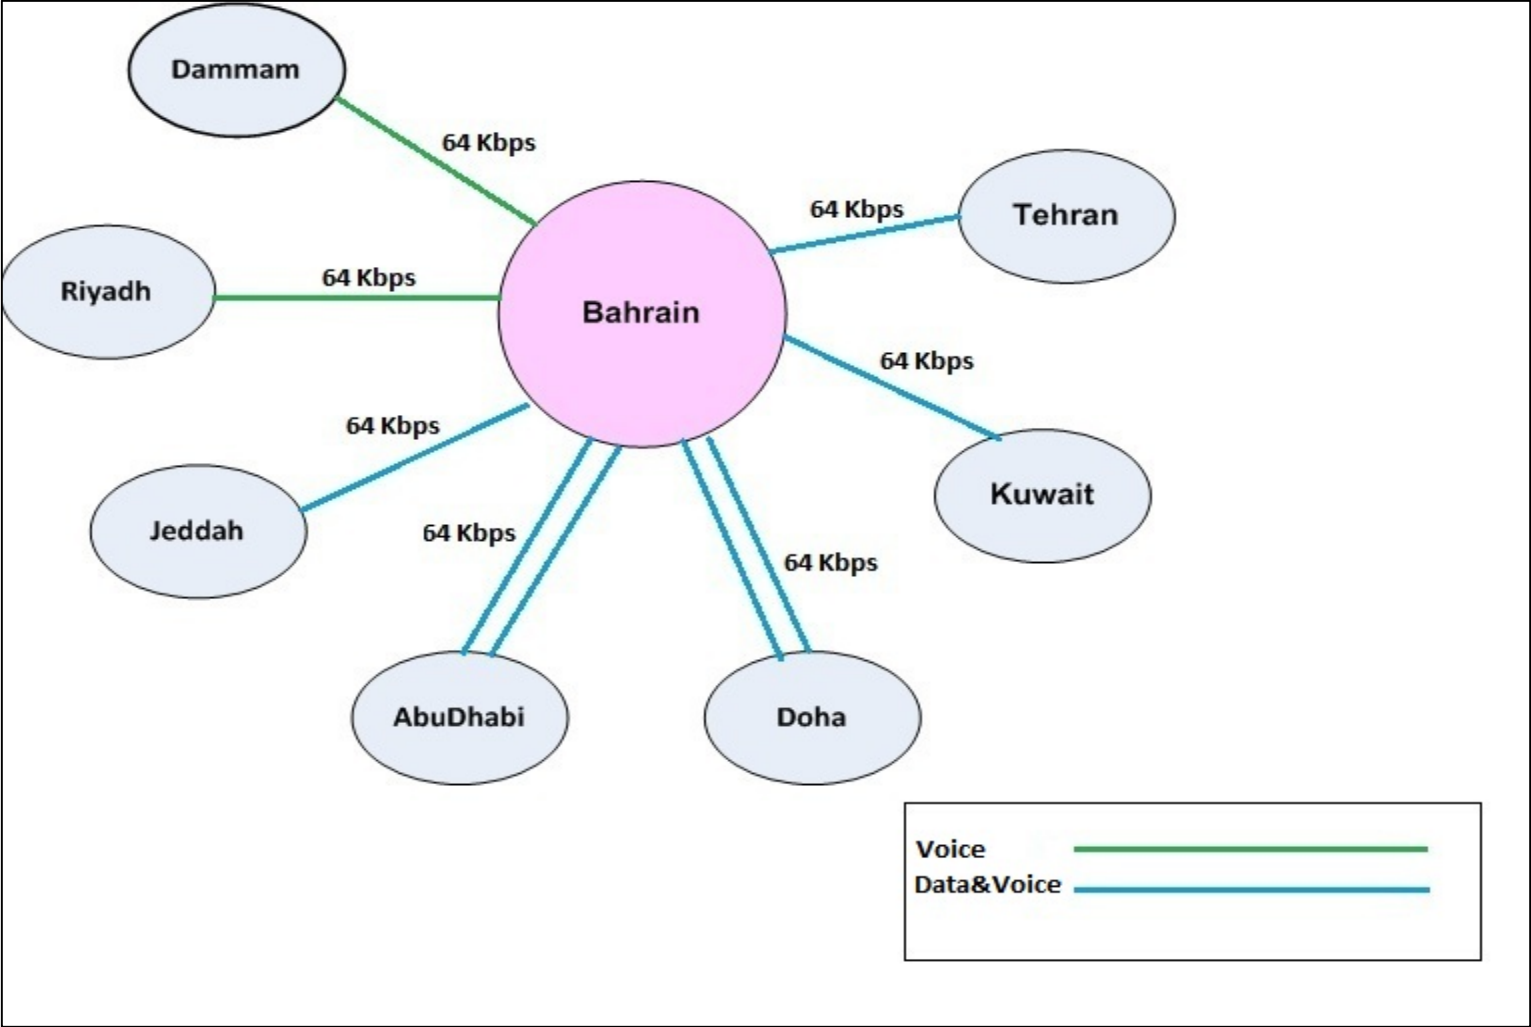 Dammam
64 Kbps
Tehran
64 Kbps
Riyadh
64 Kbps
Bahrain
64 Kbps
Kuwait
64 Kbps
Jeddah
64 Kbps
64 Kbps
AbuDhabi
Doha
Voice
Data&Voice